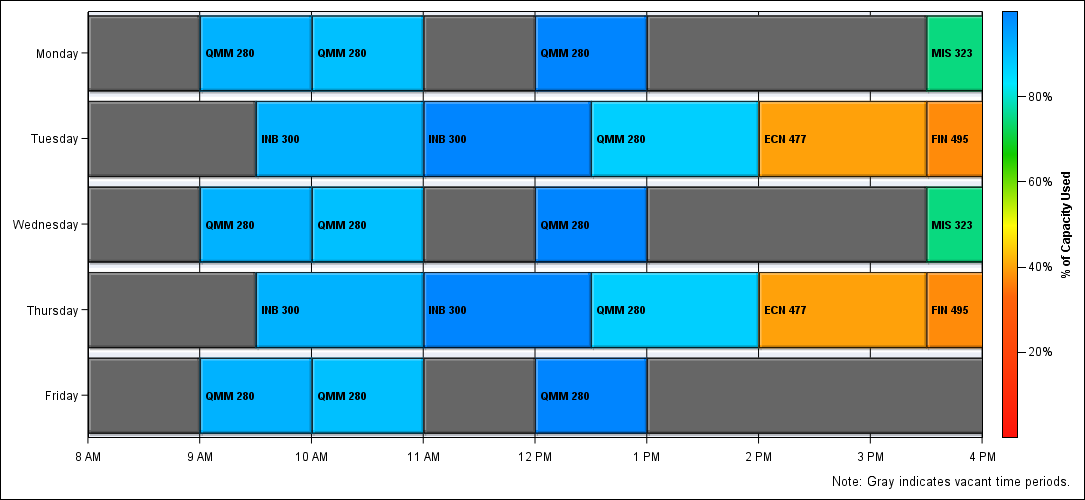 Monday QMM 280 QMM 280 QMM 280 MIS 323
80%
Tuesday INB 300 INB 300 QMM 280 ECN 477 FIN 495
60%
Wednesday QMM 280 QMM 280 QMM 280 MIS 323
% of Capacity Used
40%
Thursday INB 300 INB 300 QMM 280 ECN 477 FIN 495
20%
Friday QMM 280 QMM 280 QMM 280
8 AM 9 AM 10 AM 11 AM 12 PM 1 PM 2 PM 3 PM 4 PM
Note: Gray indicates vacant time periods.